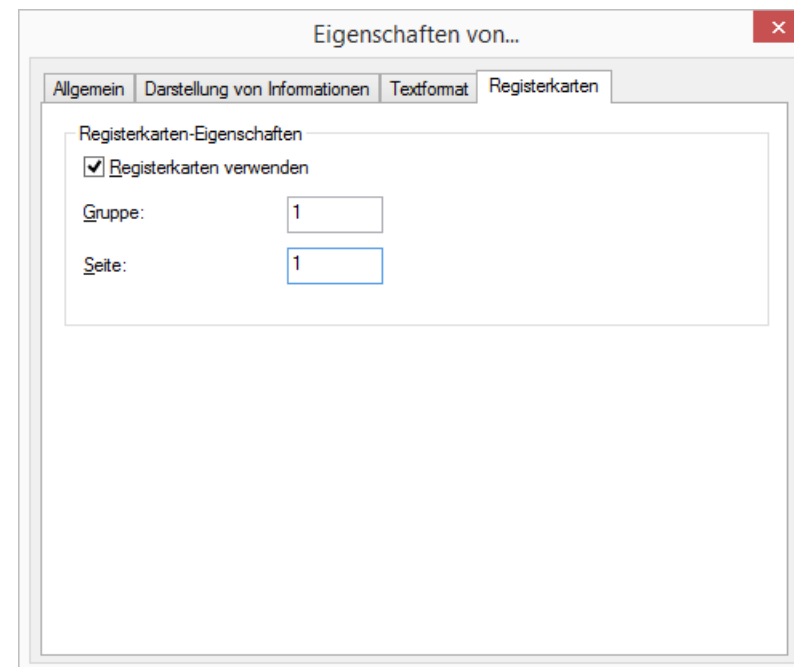 Eigenschaften von...
Allgemein Darstellung von Informationen Textformat Registerkarten
Registerkarten-Eigenschaften
Registerkarten verwenden
Gruppe: 1
Seite: 1